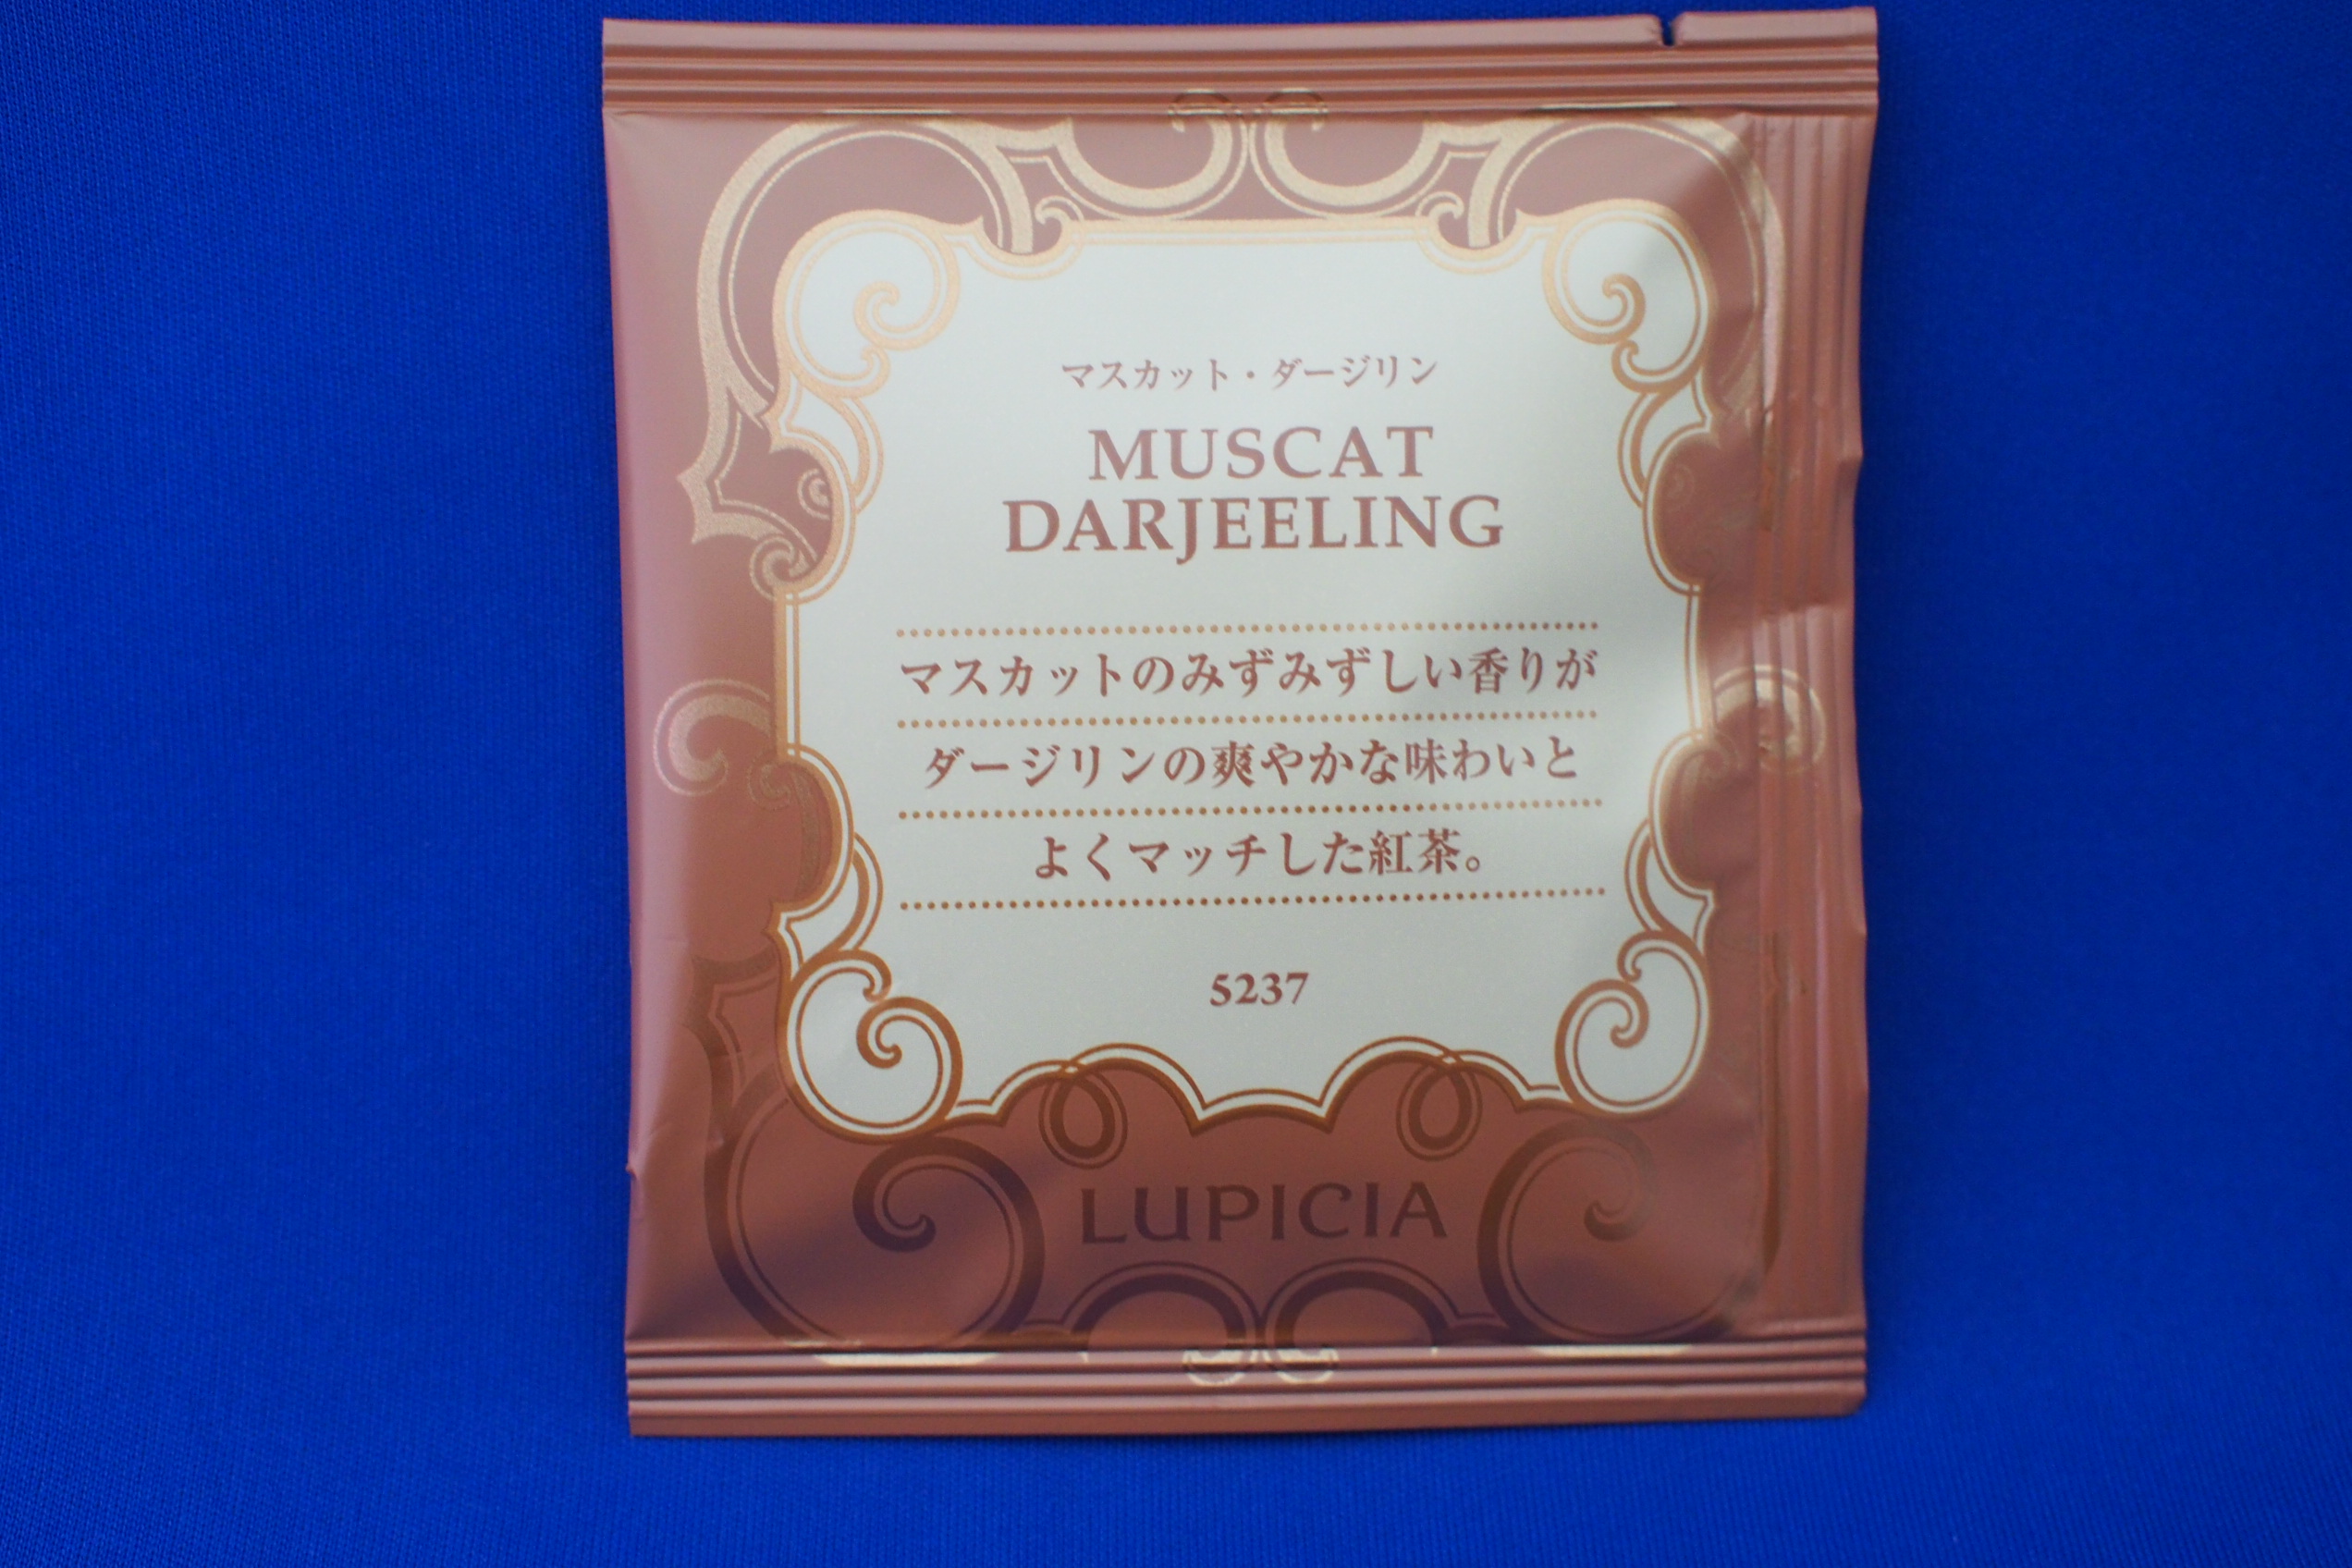 マスカット・ダージリン
MUSCAT
DARJEELING
マスカットのみずみずしい香りが
ダージリンの爽やかな味わいと
よくマッチした紅茶。
5237
LUPICIA